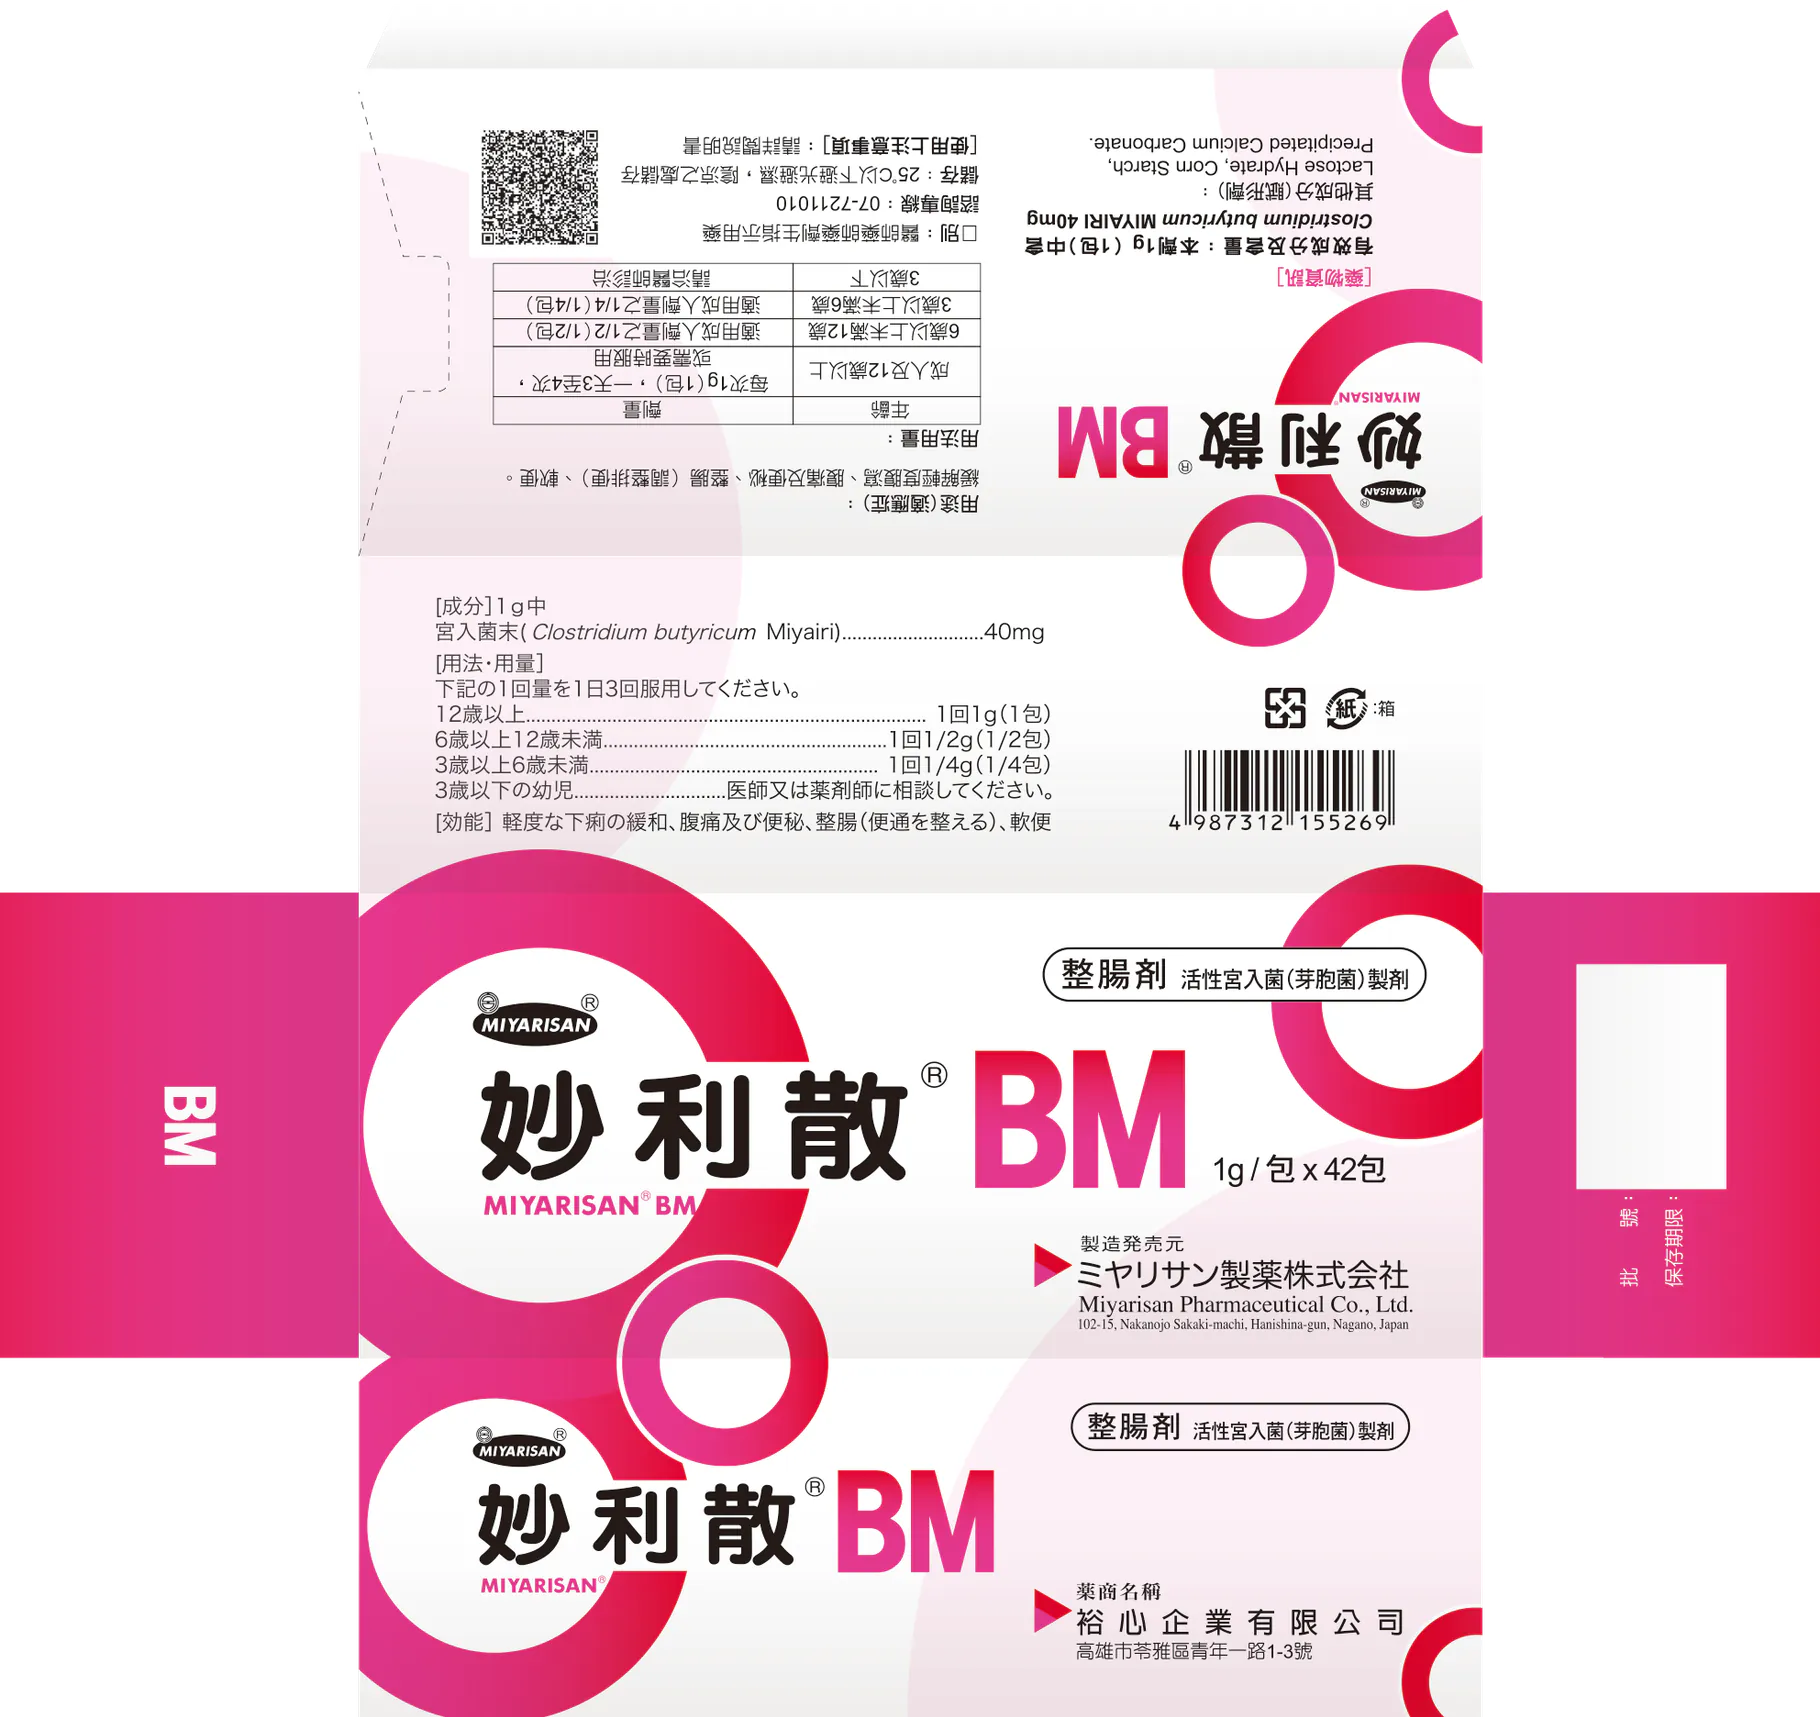 [藥物資訊]
有效成分及含量：本劑1g（1包）中含
Clostridium butyricum MIYAIRI 40mg
其他成分（賦形劑）：
Lactose Hydrate, Corn Starch,
Precipitated Calcium Carbonate.
MIYARISAN®
妙利散® BM
MIYARISAN®
用途（適應症）：
緩解輕度腹瀉、腹痛及便秘、整腸（調整排便）、軟便。
用法用量：
年齡 劑量
成人及12歲以上 每次1g（1包），一天3至4次，
或需要時服用
6歲以上未滿12歲 適用成人劑量之1/2（1/2包）
3歲以上未滿6歲 適用成人劑量之1/4（1/4包）
3歲以下 請洽醫師診治
□別：醫師藥師藥劑生指示用藥
諮詢專線：07-7211010
儲存：25℃以下避光避濕，陰涼之處儲存
［使用上注意事項］：請詳閱說明書
[成分]1g中
宮入菌末(Clostridium butyricum Miyairi)...........................40mg
[用法・用量]
下記の1回量を1日3回服用してください。
12歳以上.............................................................................. 1回1g（1包）
6歳以上12歳未満.......................................................1回1/2g（1/2包）
3歳以上6歳未満........................................................ 1回1/4g（1/4包）
3歳以下の幼児.............................医師又は薬剤師に相談してください。
[効能] 軽度な下痢の緩和、腹痛及び便秘、整腸（便通を整える）、軟便
紙:箱
4 987312 155269
整腸剤 活性宮入菌（芽胞菌）製剤
MIYARISAN®
妙利散® BM
MIYARISAN® BM
1g / 包 x 42包
製造発売元
ミヤリサン製薬株式会社
Miyarisan Pharmaceutical Co., Ltd.
102-15, Nakanojo Sakaki-machi, Hanishina-gun, Nagano, Japan
BM
批 號：
保存期限：
整腸剤 活性宮入菌（芽胞菌）製剤
MIYARISAN®
妙利散® BM
MIYARISAN®
藥商名稱
裕心企業有限公司
高雄市苓雅區青年一路1-3號